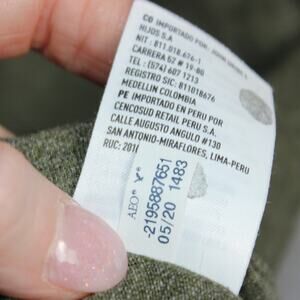 CO IMPORTADO POR: JOHN URIBE E
HIJOS S.A
NIT: 811.018.676-1
CARRERA 52 # 19-80
TEL: (574) 607 1213
REGISTRO SIC: 811018676
MEDELLIN COLOMBIA
PE IMPORTADO EN PERU POR
CENCOSUD RETAIL PERU S.A.
CALLE AUGUSTO ANGULO #130
SAN ANTONIO-MIRAFLORES, LIMA-PERU
RUC: 201
AEO
-2195887651
05/20 1483